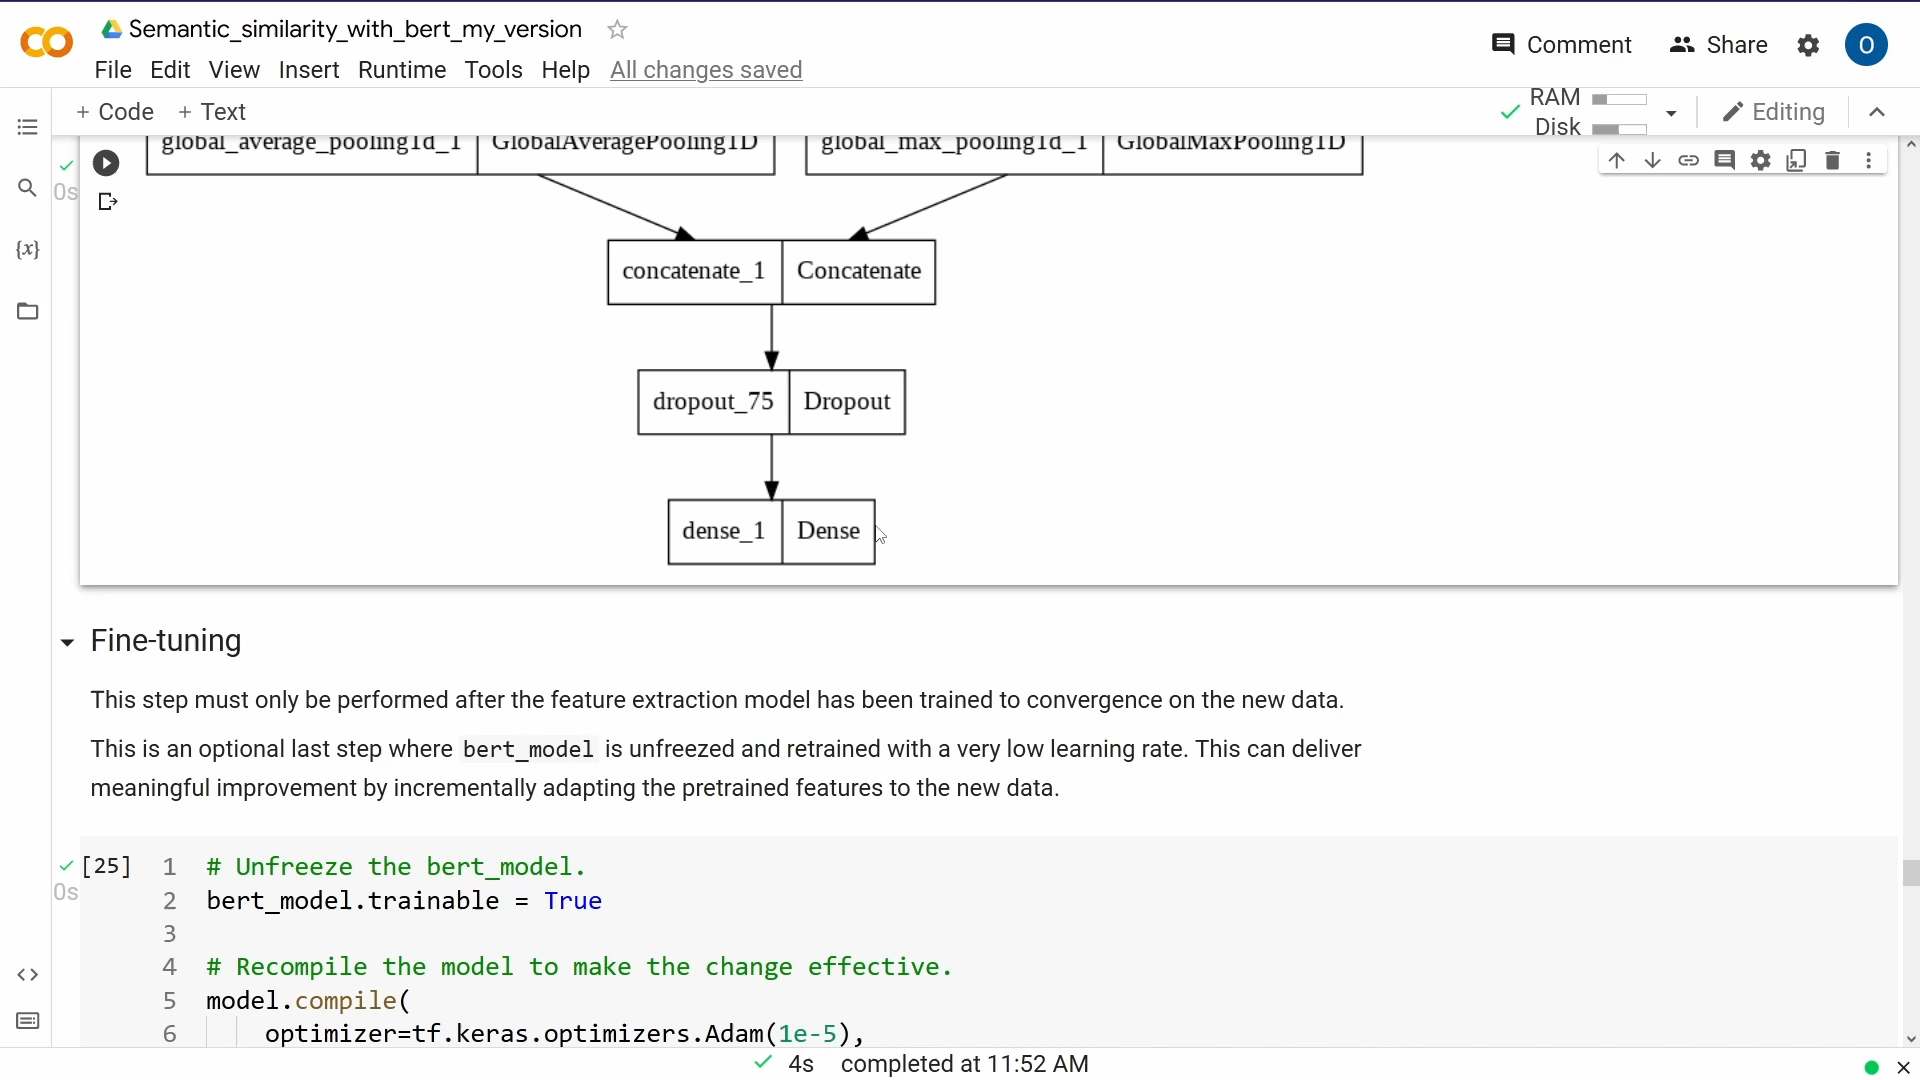 Semantic_similarity_with_bert_my_version
Comment
Share
O
File Edit View Insert Runtime Tools Help All changes saved
+ Code + Text
RAM
Disk
Editing
global_average_pooling1d_1 GlobalAveragePooling1D
global_max_pooling1d_1 GlobalMaxPooling1D
0s
{x}
concatenate_1 Concatenate
dropout_75 Dropout
dense_1 Dense
Fine-tuning
This step must only be performed after the feature extraction model has been trained to convergence on the new data.
This is an optional last step where bert_model is unfreezed and retrained with a very low learning rate. This can deliver
meaningful improvement by incrementally adapting the pretrained features to the new data.
[25] 1 # Unfreeze the bert_model.
0s
2 bert_model.trainable = True
3
4 # Recompile the model to make the change effective.
5 model.compile(
6 optimizer=tf.keras.optimizers.Adam(1e-5),
4s completed at 11:52 AM